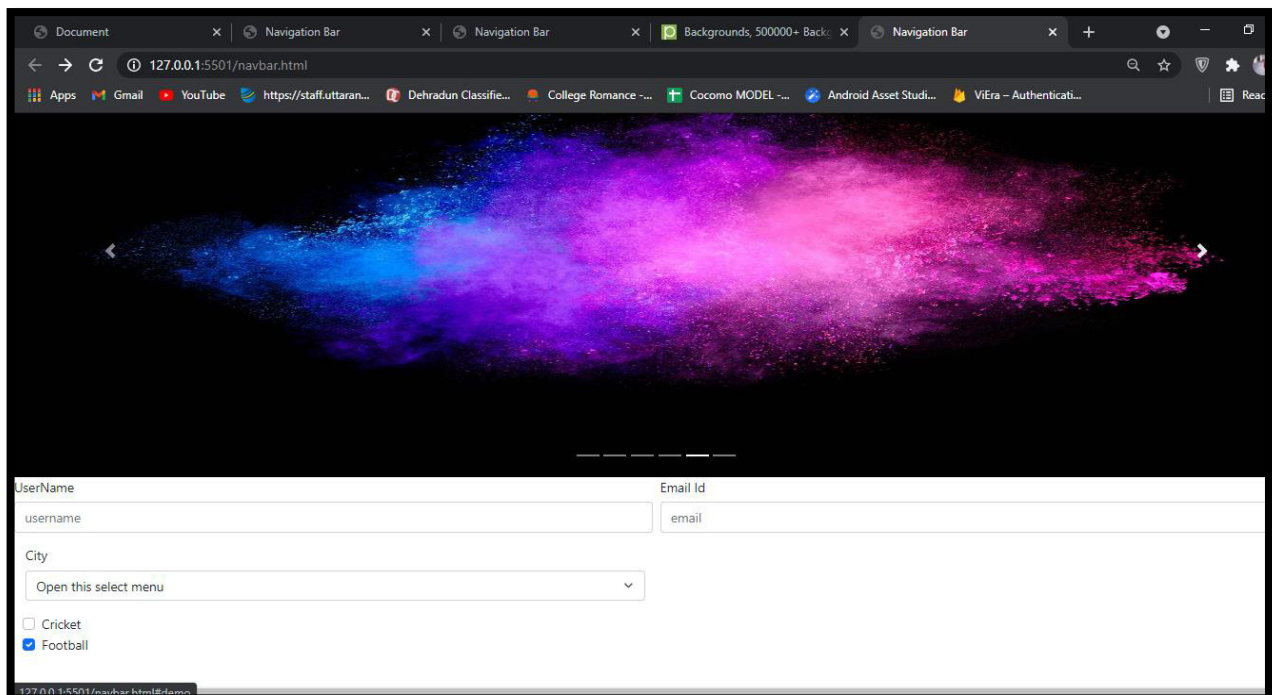 Document Navigation Bar Navigation Bar Backgrounds, 500000+ Backg Navigation Bar
127.0.0.1:5501/navbar.html
Apps Gmail YouTube https://staff.uttaran... Dehradun Classifie... College Romance -... Cocomo MODEL -... Android Asset Studi... ViEra – Authenticati... Read
UserName Email Id
username email
City
Open this select menu
Cricket
Football
127.0.0.1:5501/navbar.html#demo